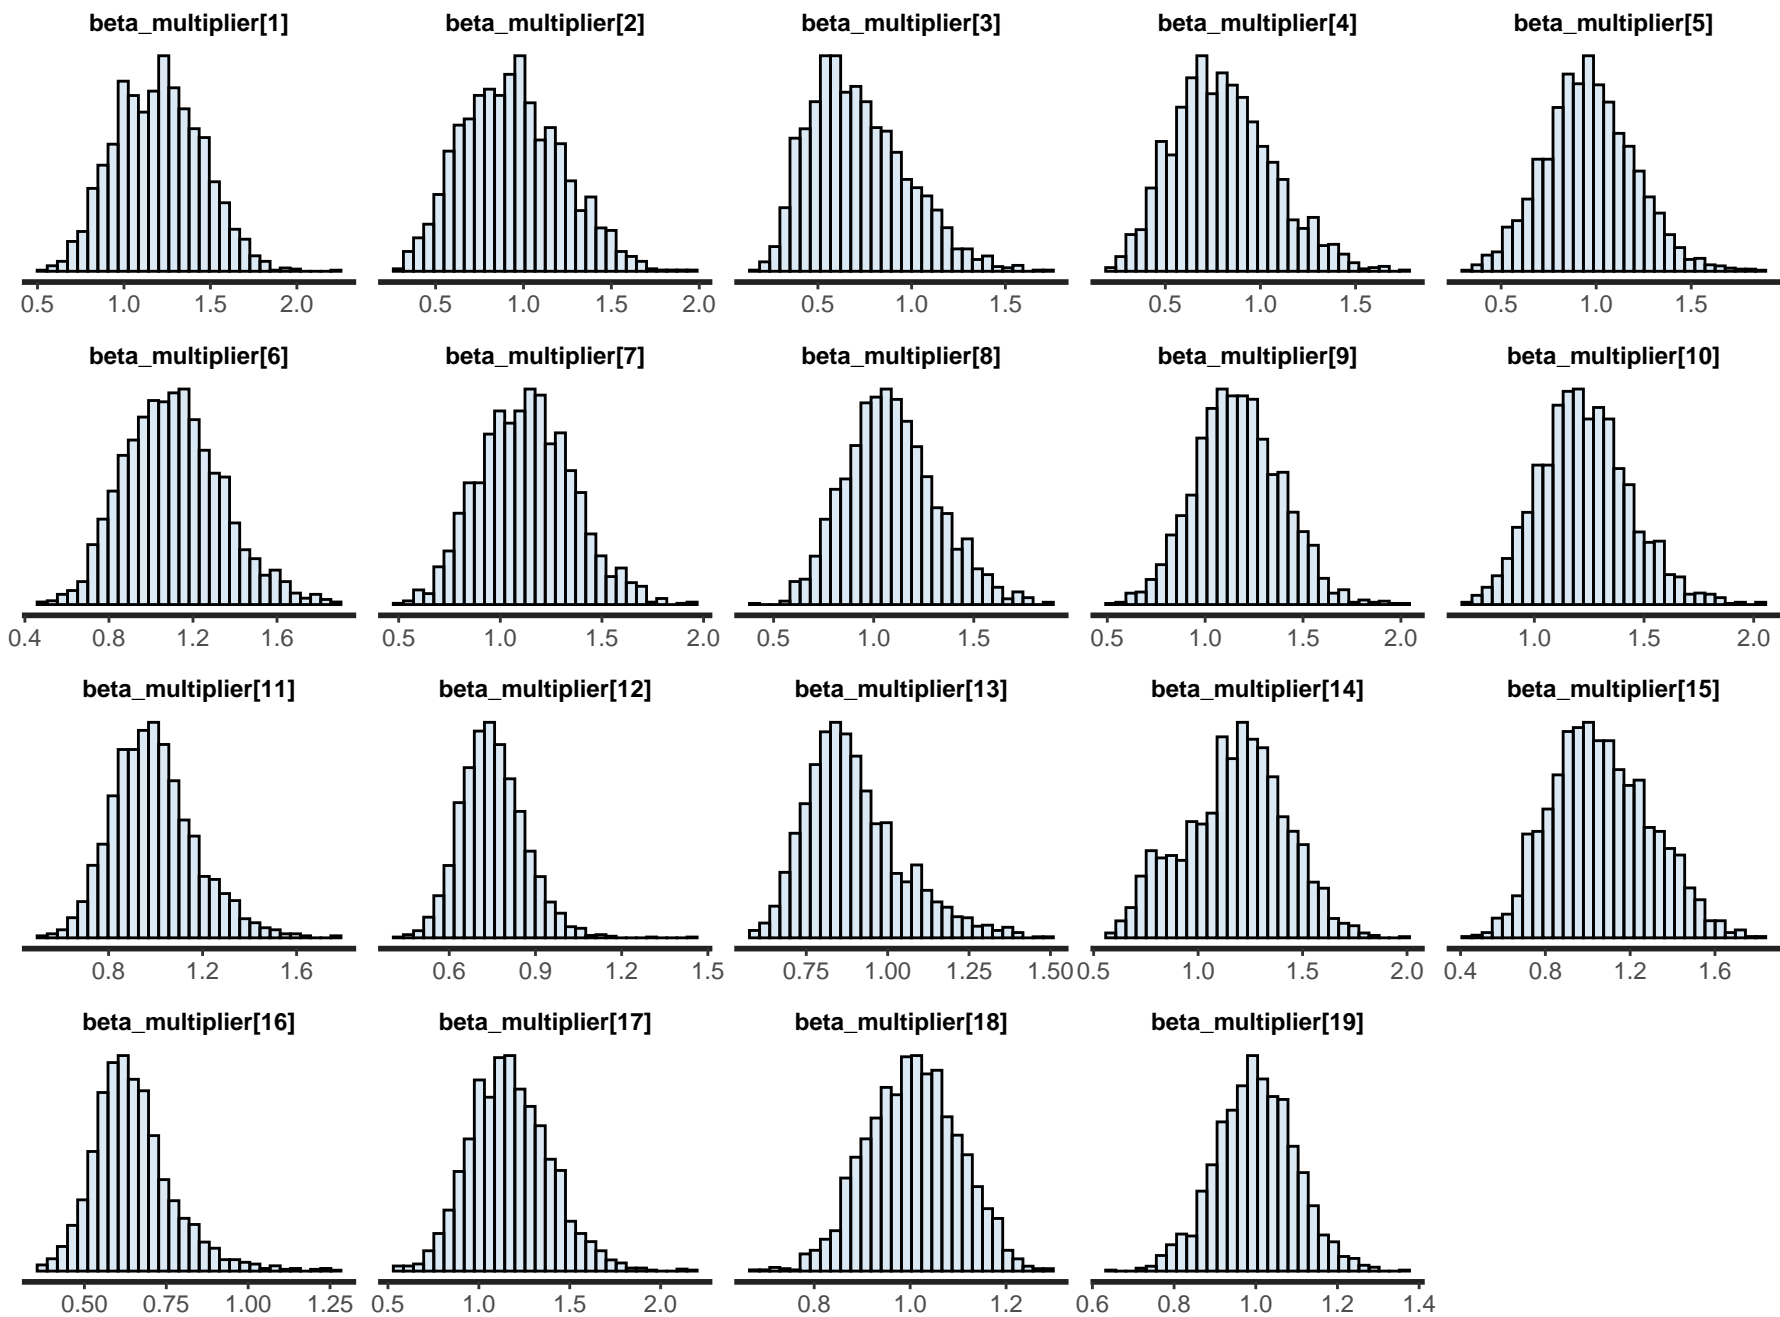 beta_multiplier[1] beta_multiplier[2] beta_multiplier[3] beta_multiplier[4] beta_multiplier[5]
0.5 1.0 1.5 2.0 0.5 1.0 1.5 2.0 0.5 1.0 1.5 0.5 1.0 1.5 0.5 1.0 1.5
beta_multiplier[6] beta_multiplier[7] beta_multiplier[8] beta_multiplier[9] beta_multiplier[10]
0.4 0.8 1.2 1.6 0.5 1.0 1.5 2.0 0.5 1.0 1.5 0.5 1.0 1.5 2.0 1.0 1.5 2.0
beta_multiplier[11] beta_multiplier[12] beta_multiplier[13] beta_multiplier[14] beta_multiplier[15]
0.8 1.2 1.6 0.6 0.9 1.2 1.5 0.75 1.00 1.25 1.50 0.5 1.0 1.5 2.0 0.4 0.8 1.2 1.6
beta_multiplier[16] beta_multiplier[17] beta_multiplier[18] beta_multiplier[19]
0.50 0.75 1.00 1.25 0.5 1.0 1.5 2.0 0.8 1.0 1.2 0.6 0.8 1.0 1.2 1.4